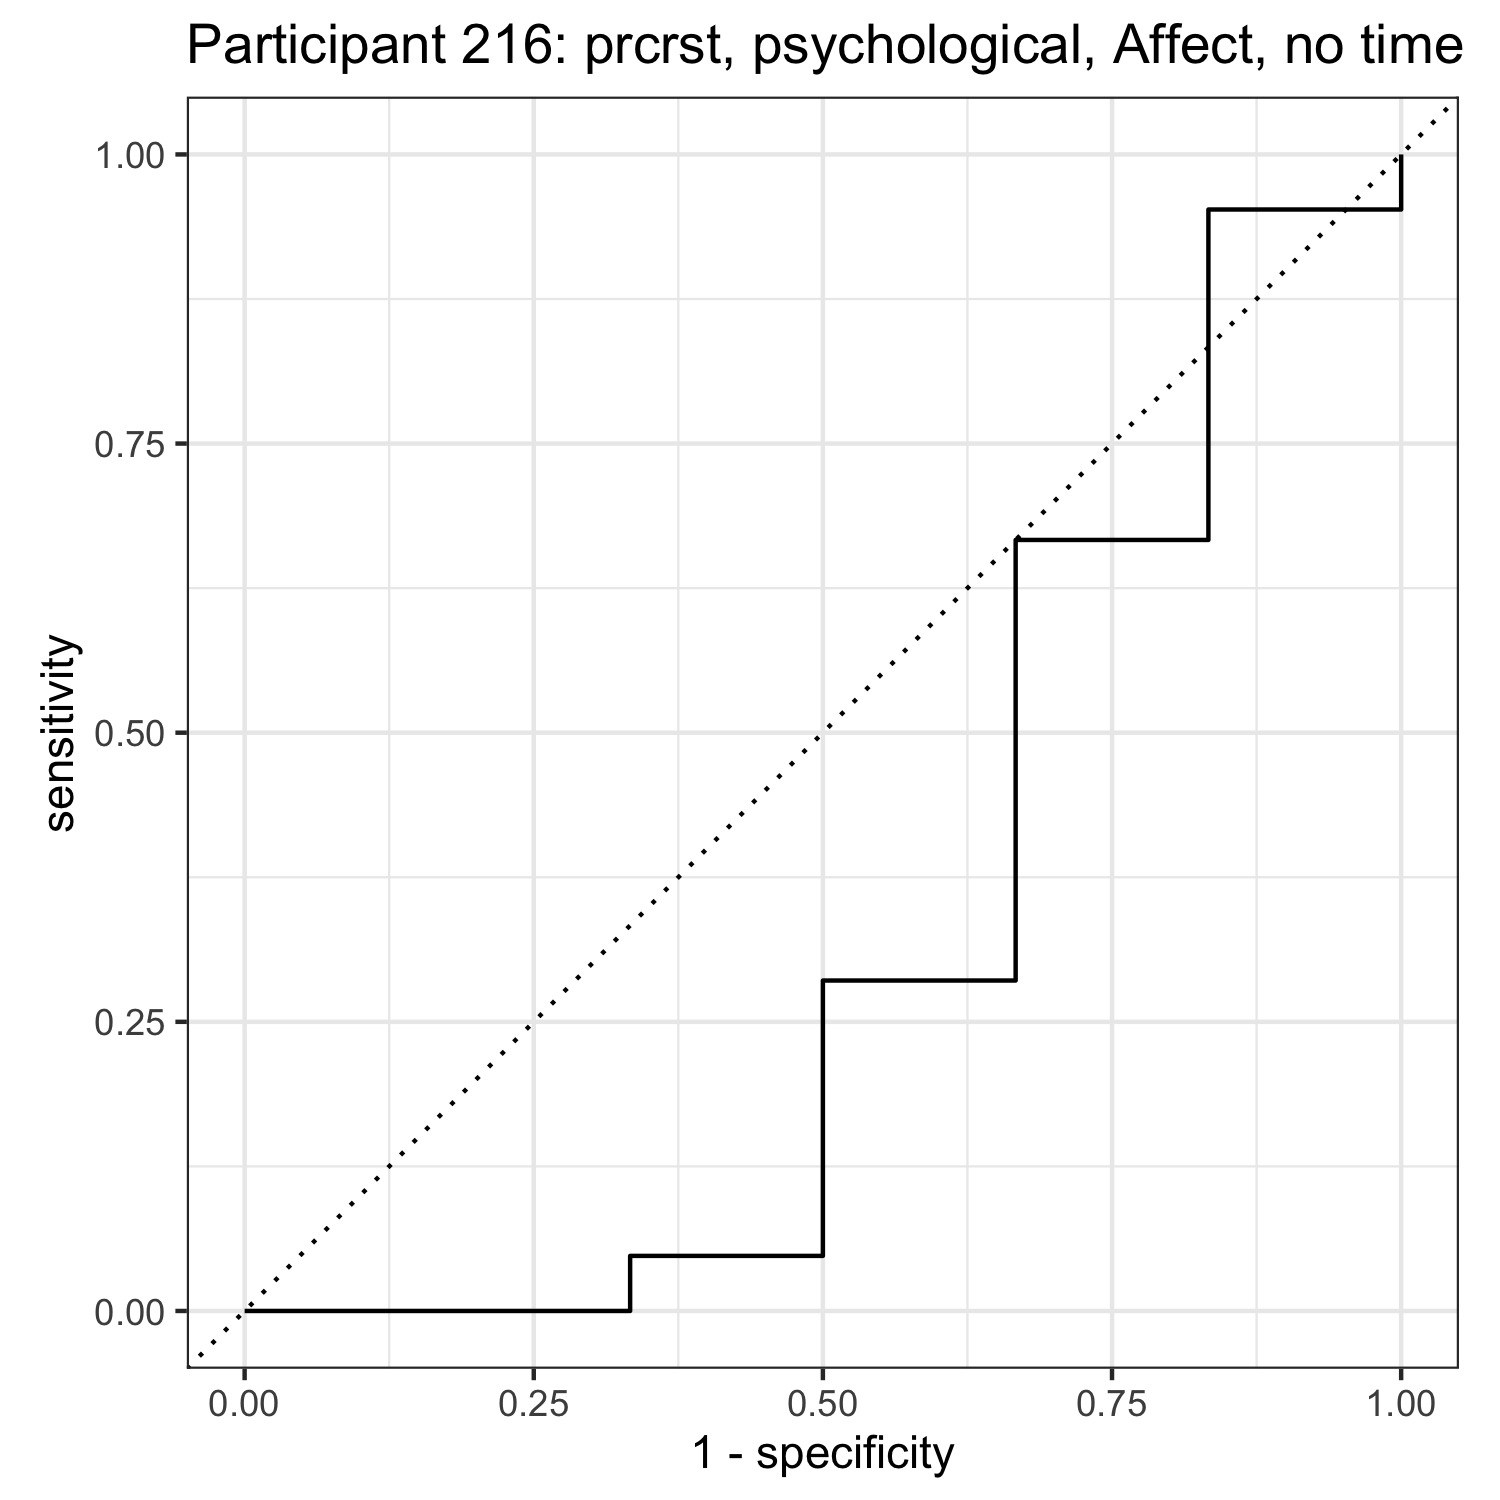 Participant 216: prcrst, psychological, Affect, no time
1.00
0.75
0.50
0.25
0.00
sensitivity
0.00 0.25 0.50 0.75 1.00
1 - specificity